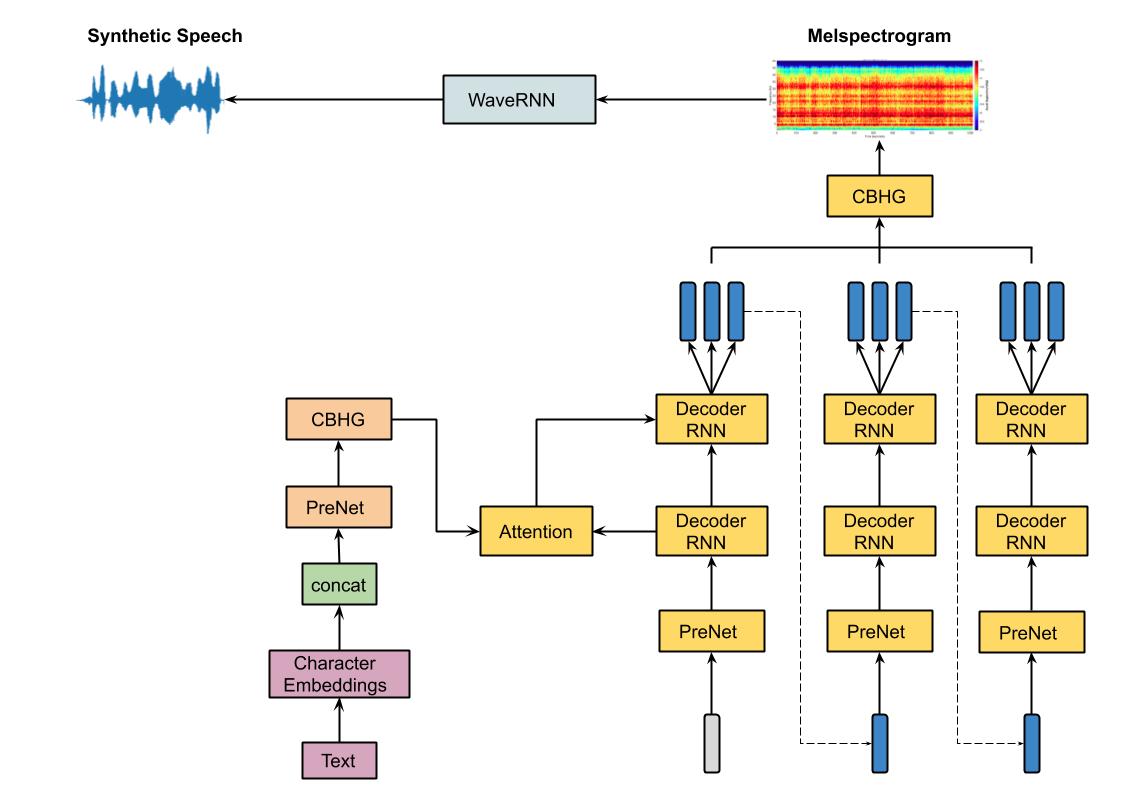 Synthetic Speech
Melspectrogram
WaveRNN
CBHG
CBHG
PreNet
concat
Character
Embeddings
Text
Attention
Decoder
RNN
Decoder
RNN
Decoder
RNN
Decoder
RNN
Decoder
RNN
Decoder
RNN
PreNet
PreNet
PreNet